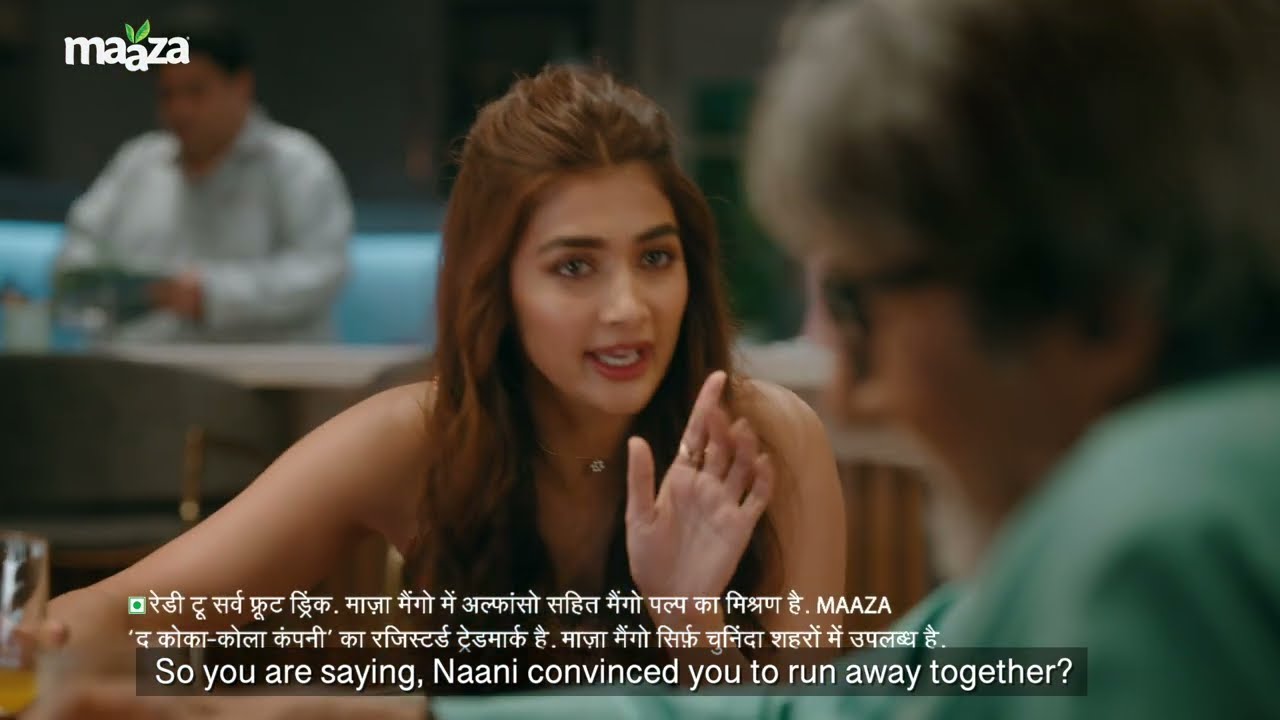 maaza
रेडी टू सर्व फ्रूट ड्रिंक. माज़ा मैंगो में अल्फांसो सहित मैंगो पल्प का मिश्रण है. MAAZA
‘द कोका-कोला कंपनी’ का रजिस्टर्ड ट्रेडमार्क है. माज़ा मैंगो सिर्फ़ चुनिंदा शहरों में उपलब्ध है.
So you are saying, Naani convinced you to run away together?